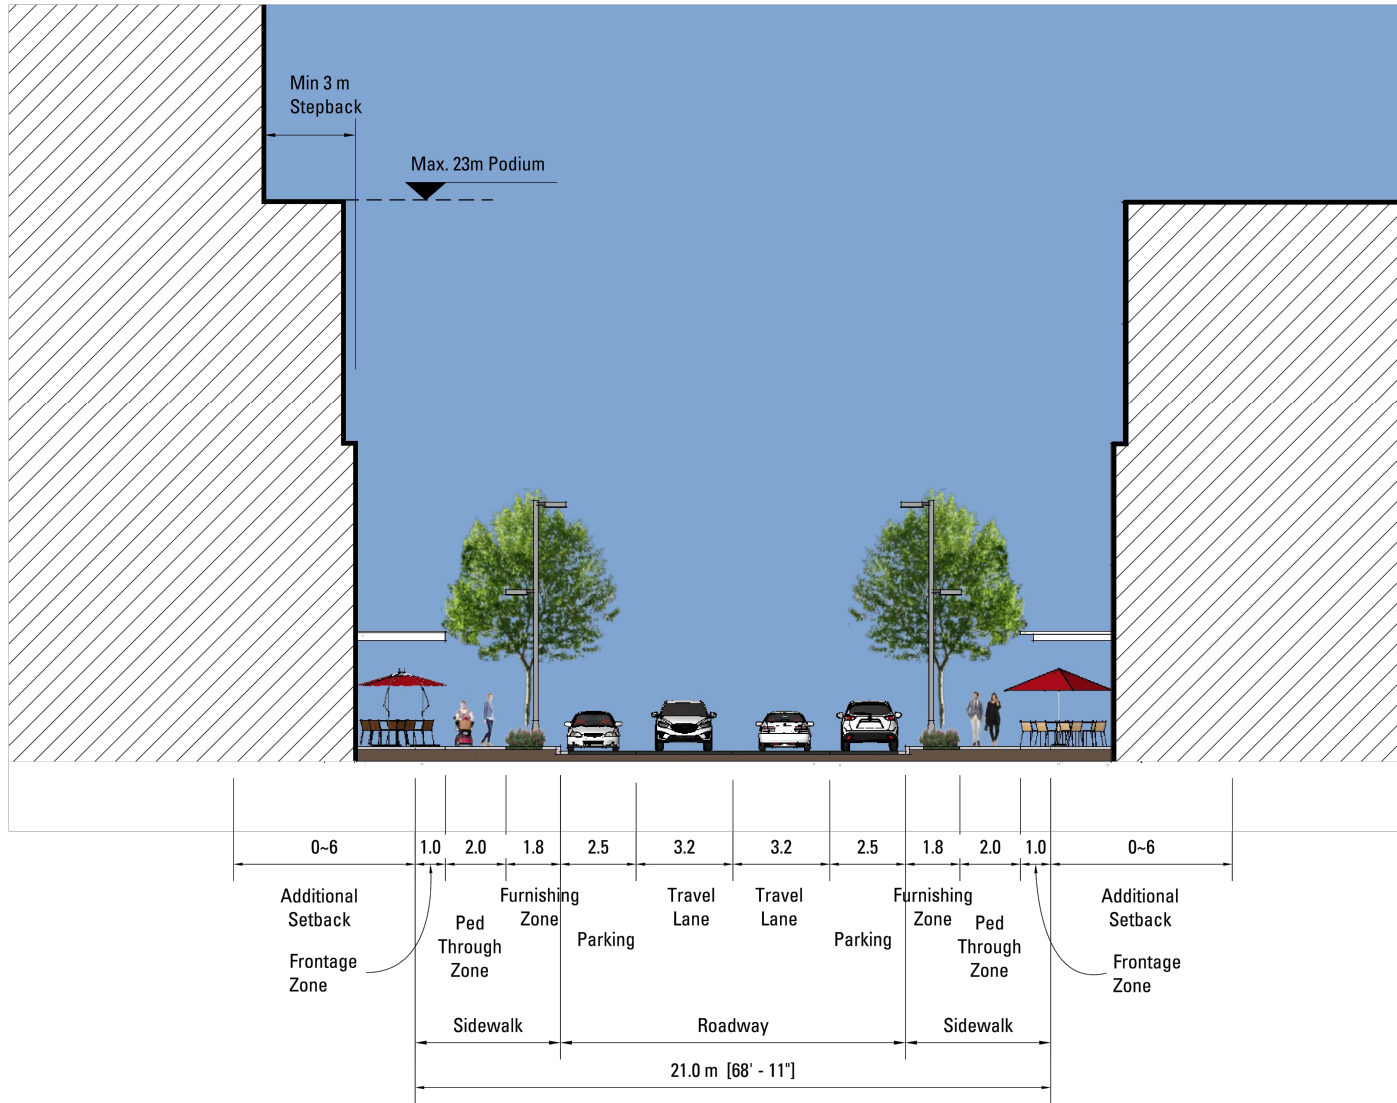 Min 3 m
Stepback
Max. 23m Podium
0~6
1.0
2.0
1.8
2.5
3.2
3.2
2.5
1.8
2.0
1.0
0~6
Additional
Setback
Frontage
Zone
Ped
Through
Zone
Furnishing
Zone
Parking
Travel
Lane
Travel
Lane
Parking
Furnishing
Zone
Ped
Through
Zone
Additional
Setback
Frontage
Zone
Sidewalk
Roadway
Sidewalk
21.0 m [68' - 11"]